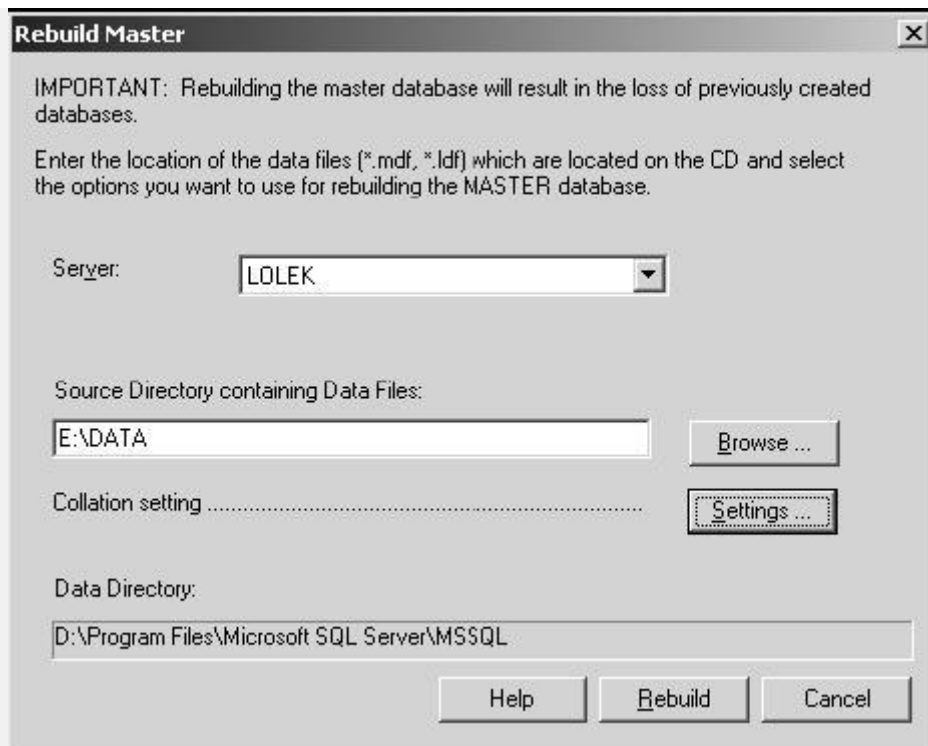 Rebuild Master
IMPORTANT: Rebuilding the master database will result in the loss of previously created
databases.
Enter the location of the data files (*.mdf, *.ldf) which are located on the CD and select
the options you want to use for rebuilding the MASTER database.
Server: LOLEK
Source Directory containing Data Files:
E:\DATA Browse ...
Collation setting ......................................................................... Settings ...
Data Directory:
D:\Program Files\Microsoft SQL Server\MSSQL
Help Rebuild Cancel